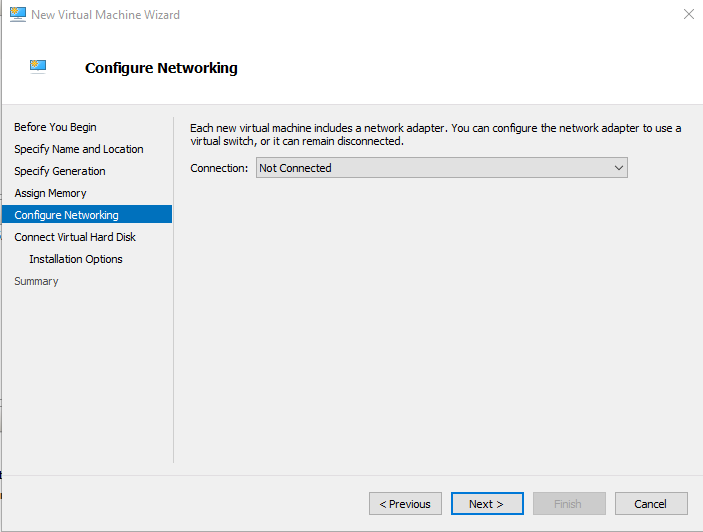 New Virtual Machine Wizard
Configure Networking
Before You Begin
Specify Name and Location
Specify Generation
Assign Memory
Configure Networking
Connect Virtual Hard Disk
Installation Options
Summary
Each new virtual machine includes a network adapter. You can configure the network adapter to use a
virtual switch, or it can remain disconnected.
Connection: Not Connected
< Previous Next > Finish Cancel